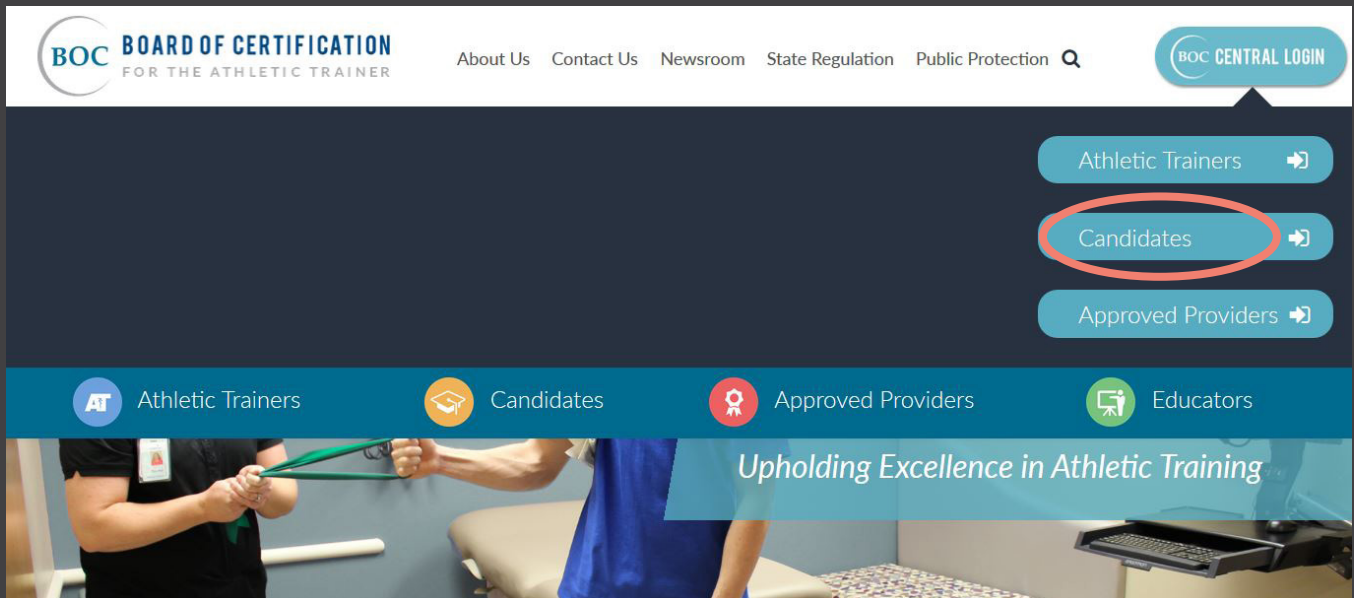 BOC BOARD OF CERTIFICATION
FOR THE ATHLETIC TRAINER
About Us Contact Us Newsroom State Regulation Public Protection
BOC CENTRAL LOGIN
Athletic Trainers
Candidates
Approved Providers
AT Athletic Trainers Candidates Approved Providers Educators
Upholding Excellence in Athletic Training